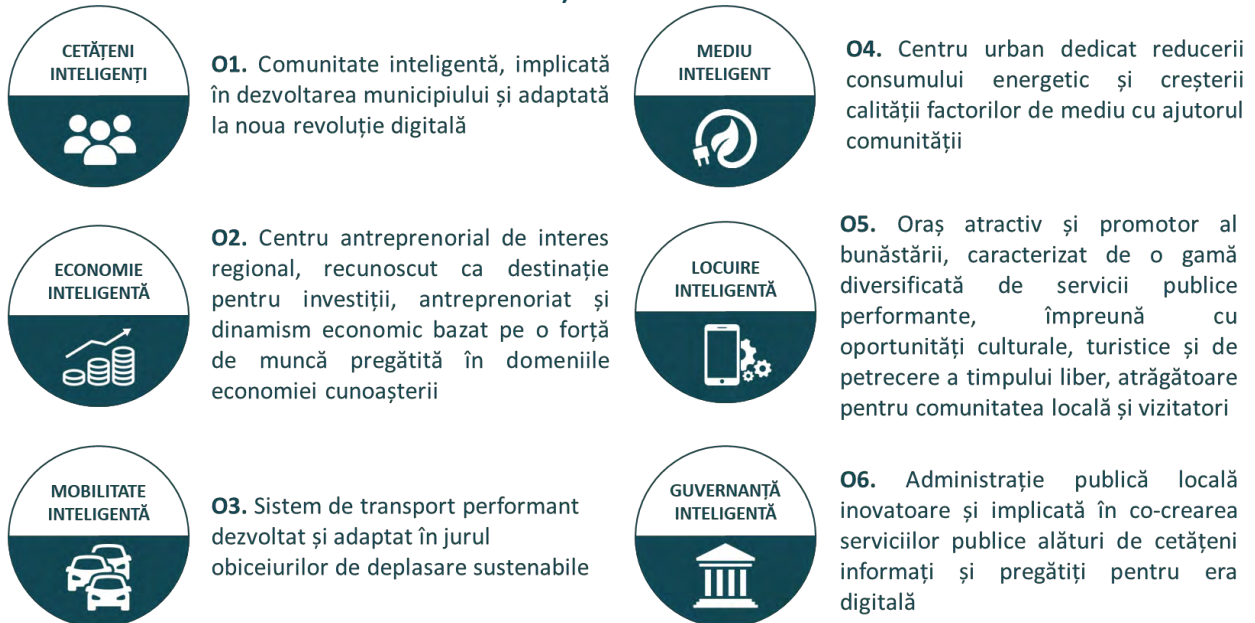 CETĂȚENI
INTELIGENȚI
O1. Comunitate inteligentă, implicată
în dezvoltarea municipiului și adaptată
la noua revoluție digitală
ECONOMIE
INTELIGENTĂ
O2. Centru antreprenorial de interes
regional, recunoscut ca destinație
pentru investiții, antreprenoriat și
dinamism economic bazat pe o forță
de muncă pregătită în domeniile
economiei cunoașterii
MOBILITATE
INTELIGENTĂ
O3. Sistem de transport performant
dezvoltat și adaptat în jurul
obiceiurilor de deplasare sustenabile
MEDIU
INTELIGENT
O4. Centru urban dedicat reducerii
consumului energetic și creșterii
calității factorilor de mediu cu ajutorul
comunității
LOCUIRE
INTELIGENTĂ
O5. Oraș atractiv și promotor al
bunăstării, caracterizat de o gamă
diversificată de servicii publice
performante, împreună cu
oportunități culturale, turistice și de
petrecere a timpului liber, atrăgătoare
pentru comunitatea locală și vizitatori
GUVERNANȚĂ
INTELIGENTĂ
O6. Administrație publică locală
inovatoare și implicată în co-crearea
serviciilor publice alături de cetățeni
informați și pregătiți pentru era
digitală